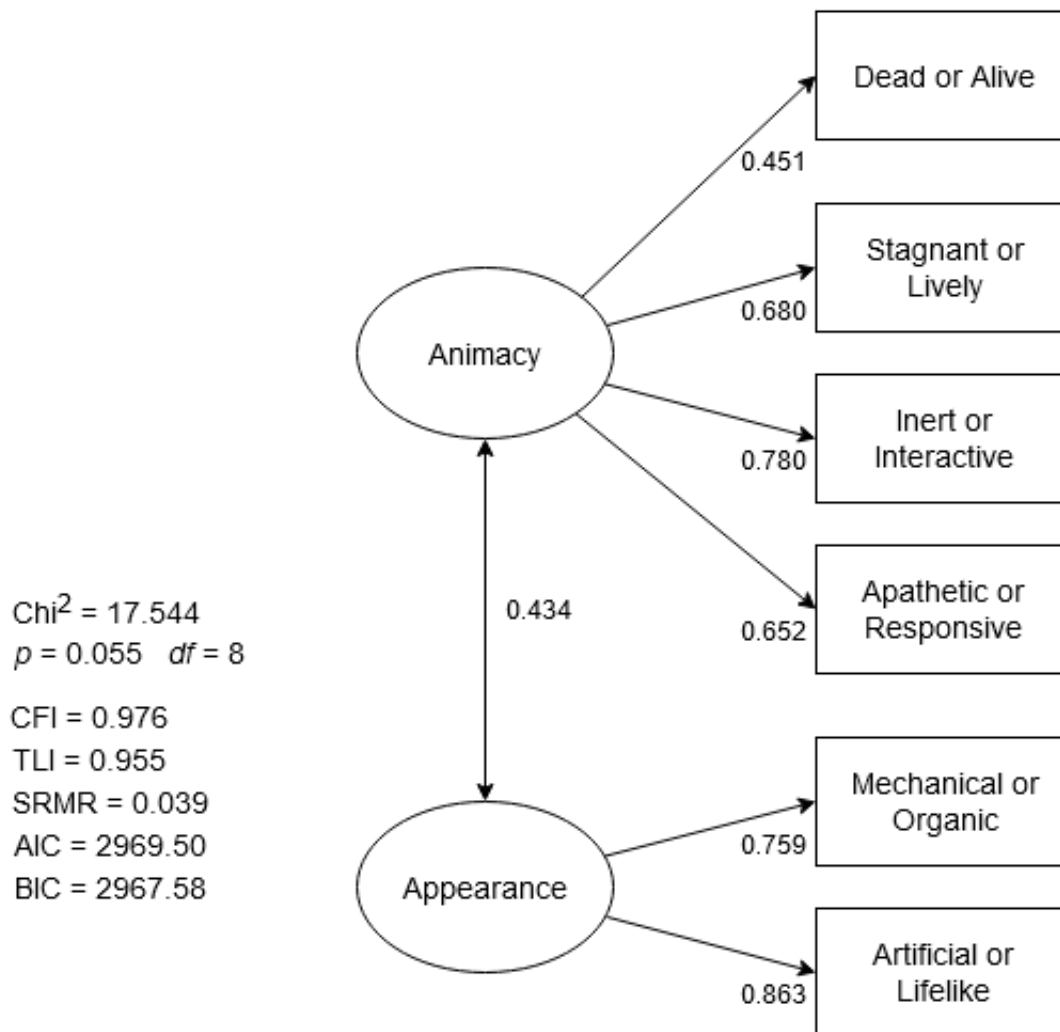 Dead or Alive
0.451
Stagnant or
Lively
0.680
Animacy
Inert or
Interactive
0.780
Apathetic or
Responsive
0.652
0.434
Chi² = 17.544
p = 0.055 df = 8
CFI = 0.976
TLI = 0.955
SRMR = 0.039
AIC = 2969.50
BIC = 2967.58
Mechanical or
Organic
0.759
Appearance
Artificial or
Lifelike
0.863